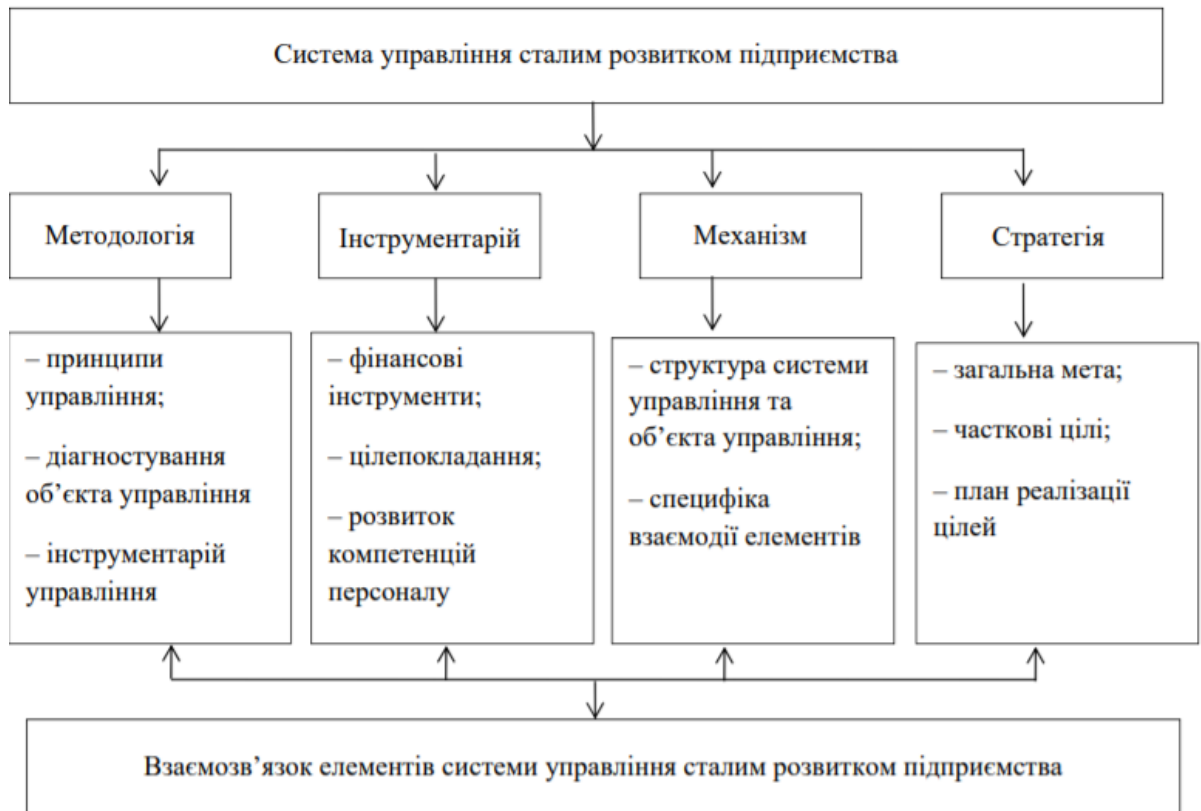 Система управління сталим розвитком підприємства
Методологія
Інструментарій
Механізм
Стратегія
– принципи
управління;
– діагностування
об’єкта управління
– інструментарій
управління
– фінансові
інструменти;
– цілепокладання;
– розвиток
компетенцій
персоналу
– структура системи
управління та
об’єкта управління;
– специфіка
взаємодії елементів
– загальна мета;
– часткові цілі;
– план реалізації
цілей
Взаємозв’язок елементів системи управління сталим розвитком підприємства